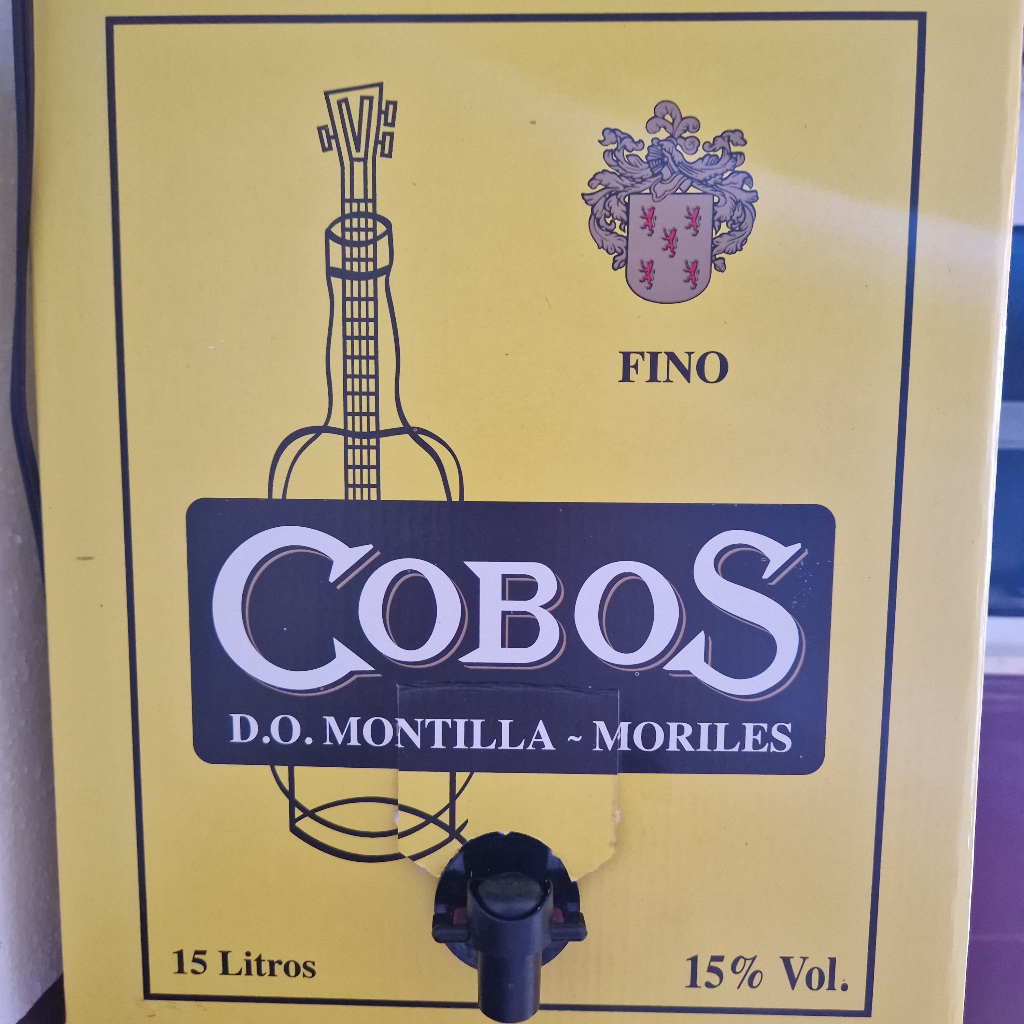 FINO
COBOS
D.O. MONTILLA ~ MORILES
15 Litros
15% Vol.